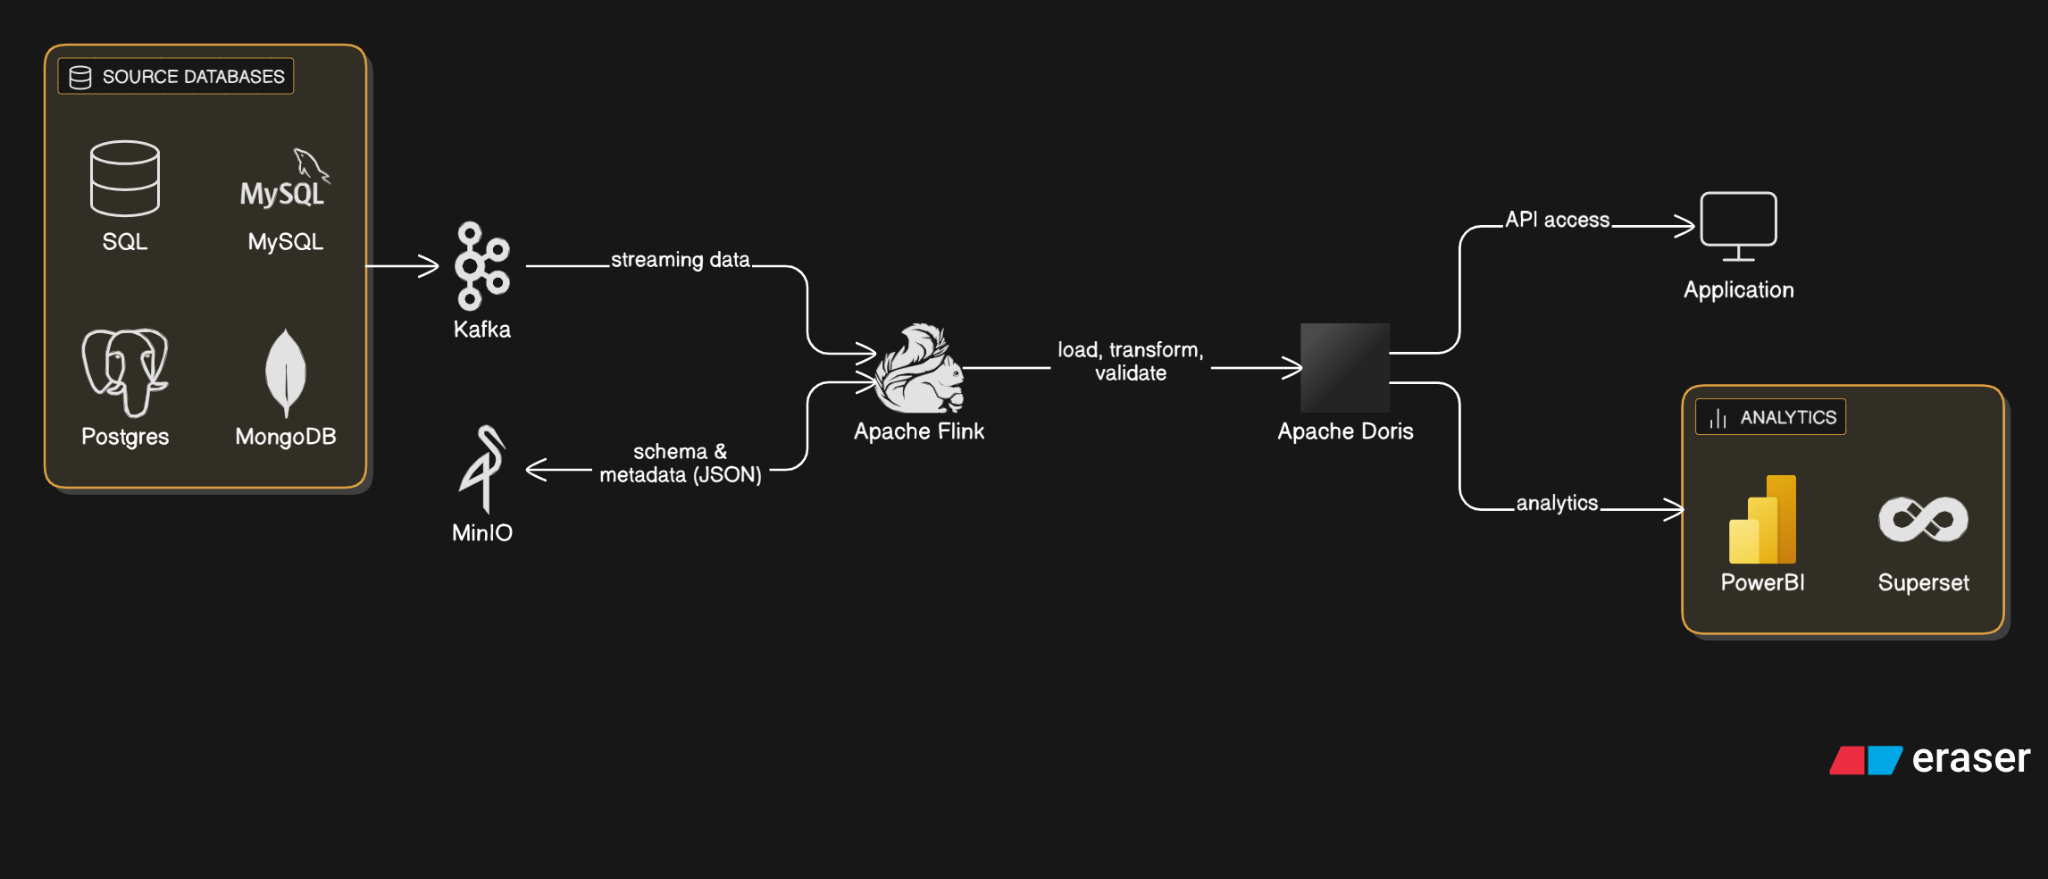 SOURCE DATABASES
SQL
MySQL
MySQL
Postgres
MongoDB
Kafka
streaming data
MinIO
schema &
metadata (JSON)
Apache Flink
load, transform,
validate
Apache Doris
API access
Application
analytics
ANALYTICS
PowerBI
Superset
eraser